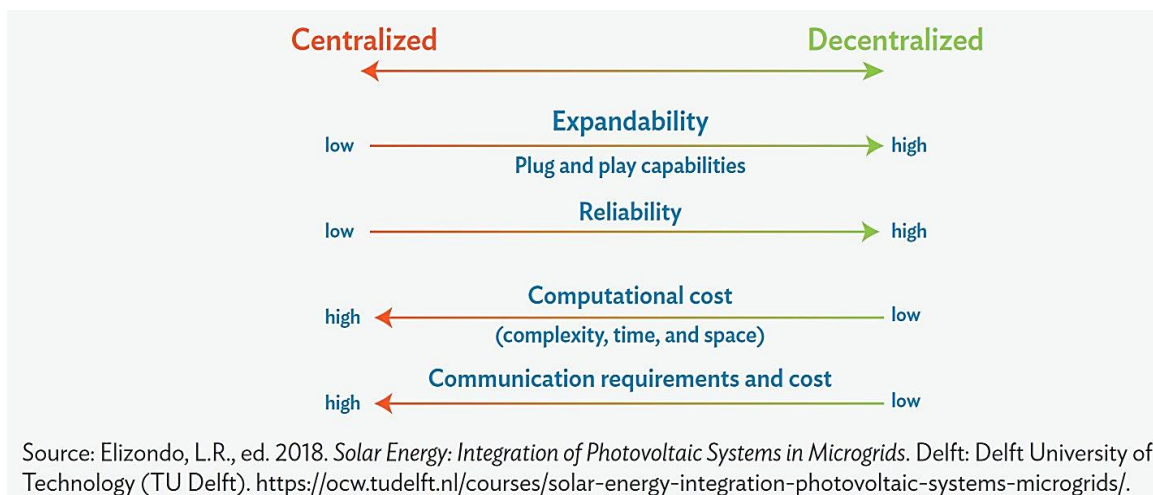 Centralized Decentralized
Expandability
low high
Plug and play capabilities
Reliability
low high
Computational cost
high low
(complexity, time, and space)
Communication requirements and cost
high low
Source: Elizondo, L.R., ed. 2018. Solar Energy: Integration of Photovoltaic Systems in Microgrids. Delft: Delft University of
Technology (TU Delft). https://ocw.tudelft.nl/courses/solar-energy-integration-photovoltaic-systems-microgrids/.